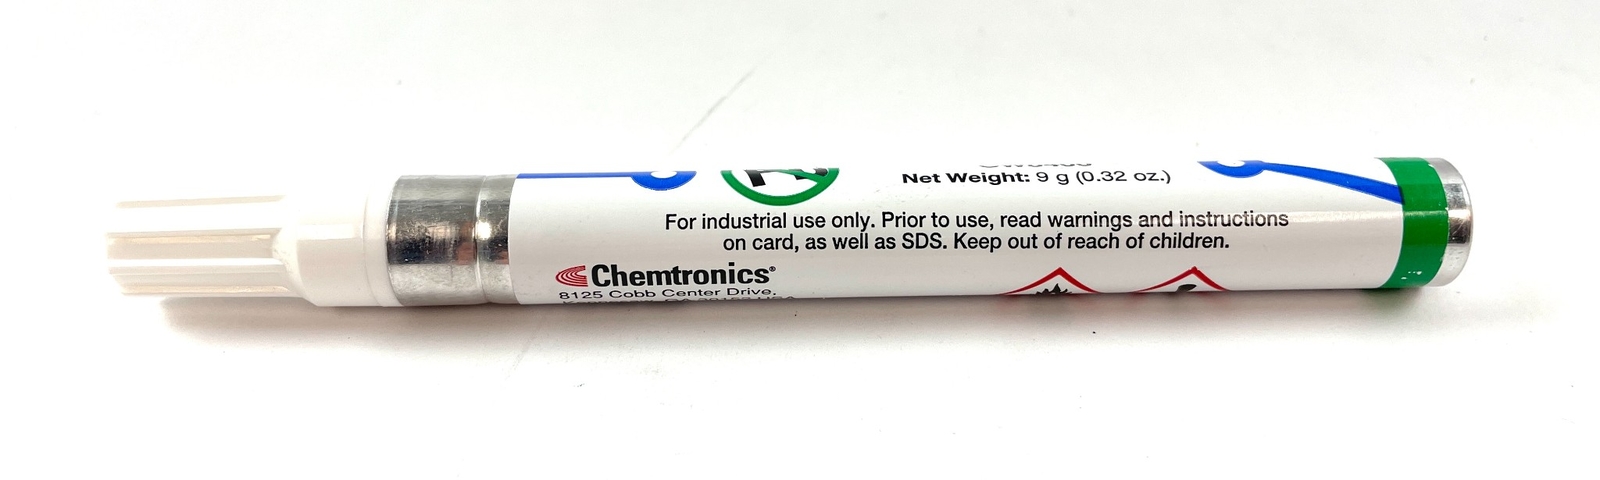 Net Weight: 9 g (0.32 oz.)
For industrial use only. Prior to use, read warnings and instructions
on card, as well as SDS. Keep out of reach of children.
Chemtronics®
8125 Cobb Center Drive,